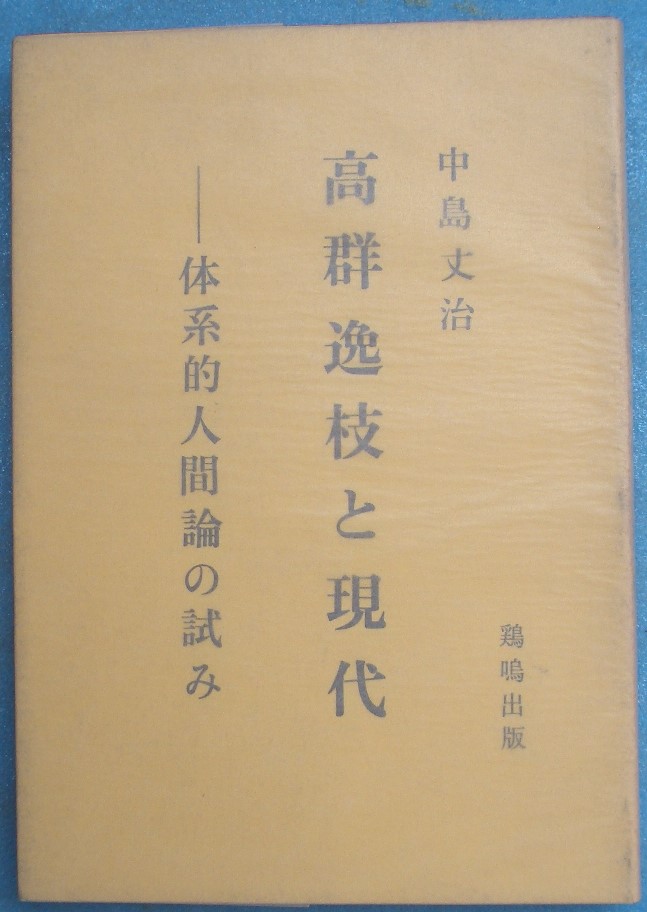 鶏鳴出版
中島丈治
高群逸枝と現代
――体系的人間論の試み